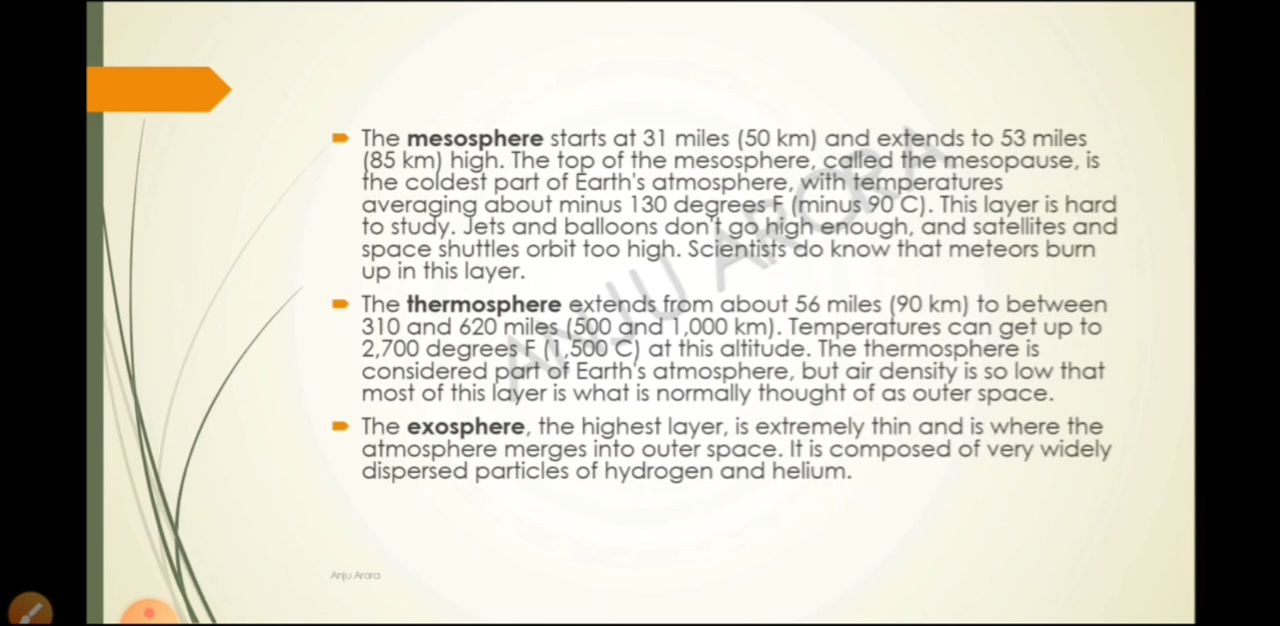 The mesosphere starts at 31 miles (50 km) and extends to 53 miles
(85 km) high. The top of the mesosphere, called the mesopause, is
the coldest part of Earth's atmosphere, with temperatures
averaging about minus 130 degrees F (minus 90 C). This layer is hard
to study. Jets and balloons don't go high enough, and satellites and
space shuttles orbit too high. Scientists do know that meteors burn
up in this layer.
The thermosphere extends from about 56 miles (90 km) to between
310 and 620 miles (500 and 1,000 km). Temperatures can get up to
2,700 degrees F (1,500 C) at this altitude. The thermosphere is
considered part of Earth's atmosphere, but air density is so low that
most of this layer is what is normally thought of as outer space.
The exosphere, the highest layer, is extremely thin and is where the
atmosphere merges into outer space. It is composed of very widely
dispersed particles of hydrogen and helium.
ANJU ARORA
Anju Arora